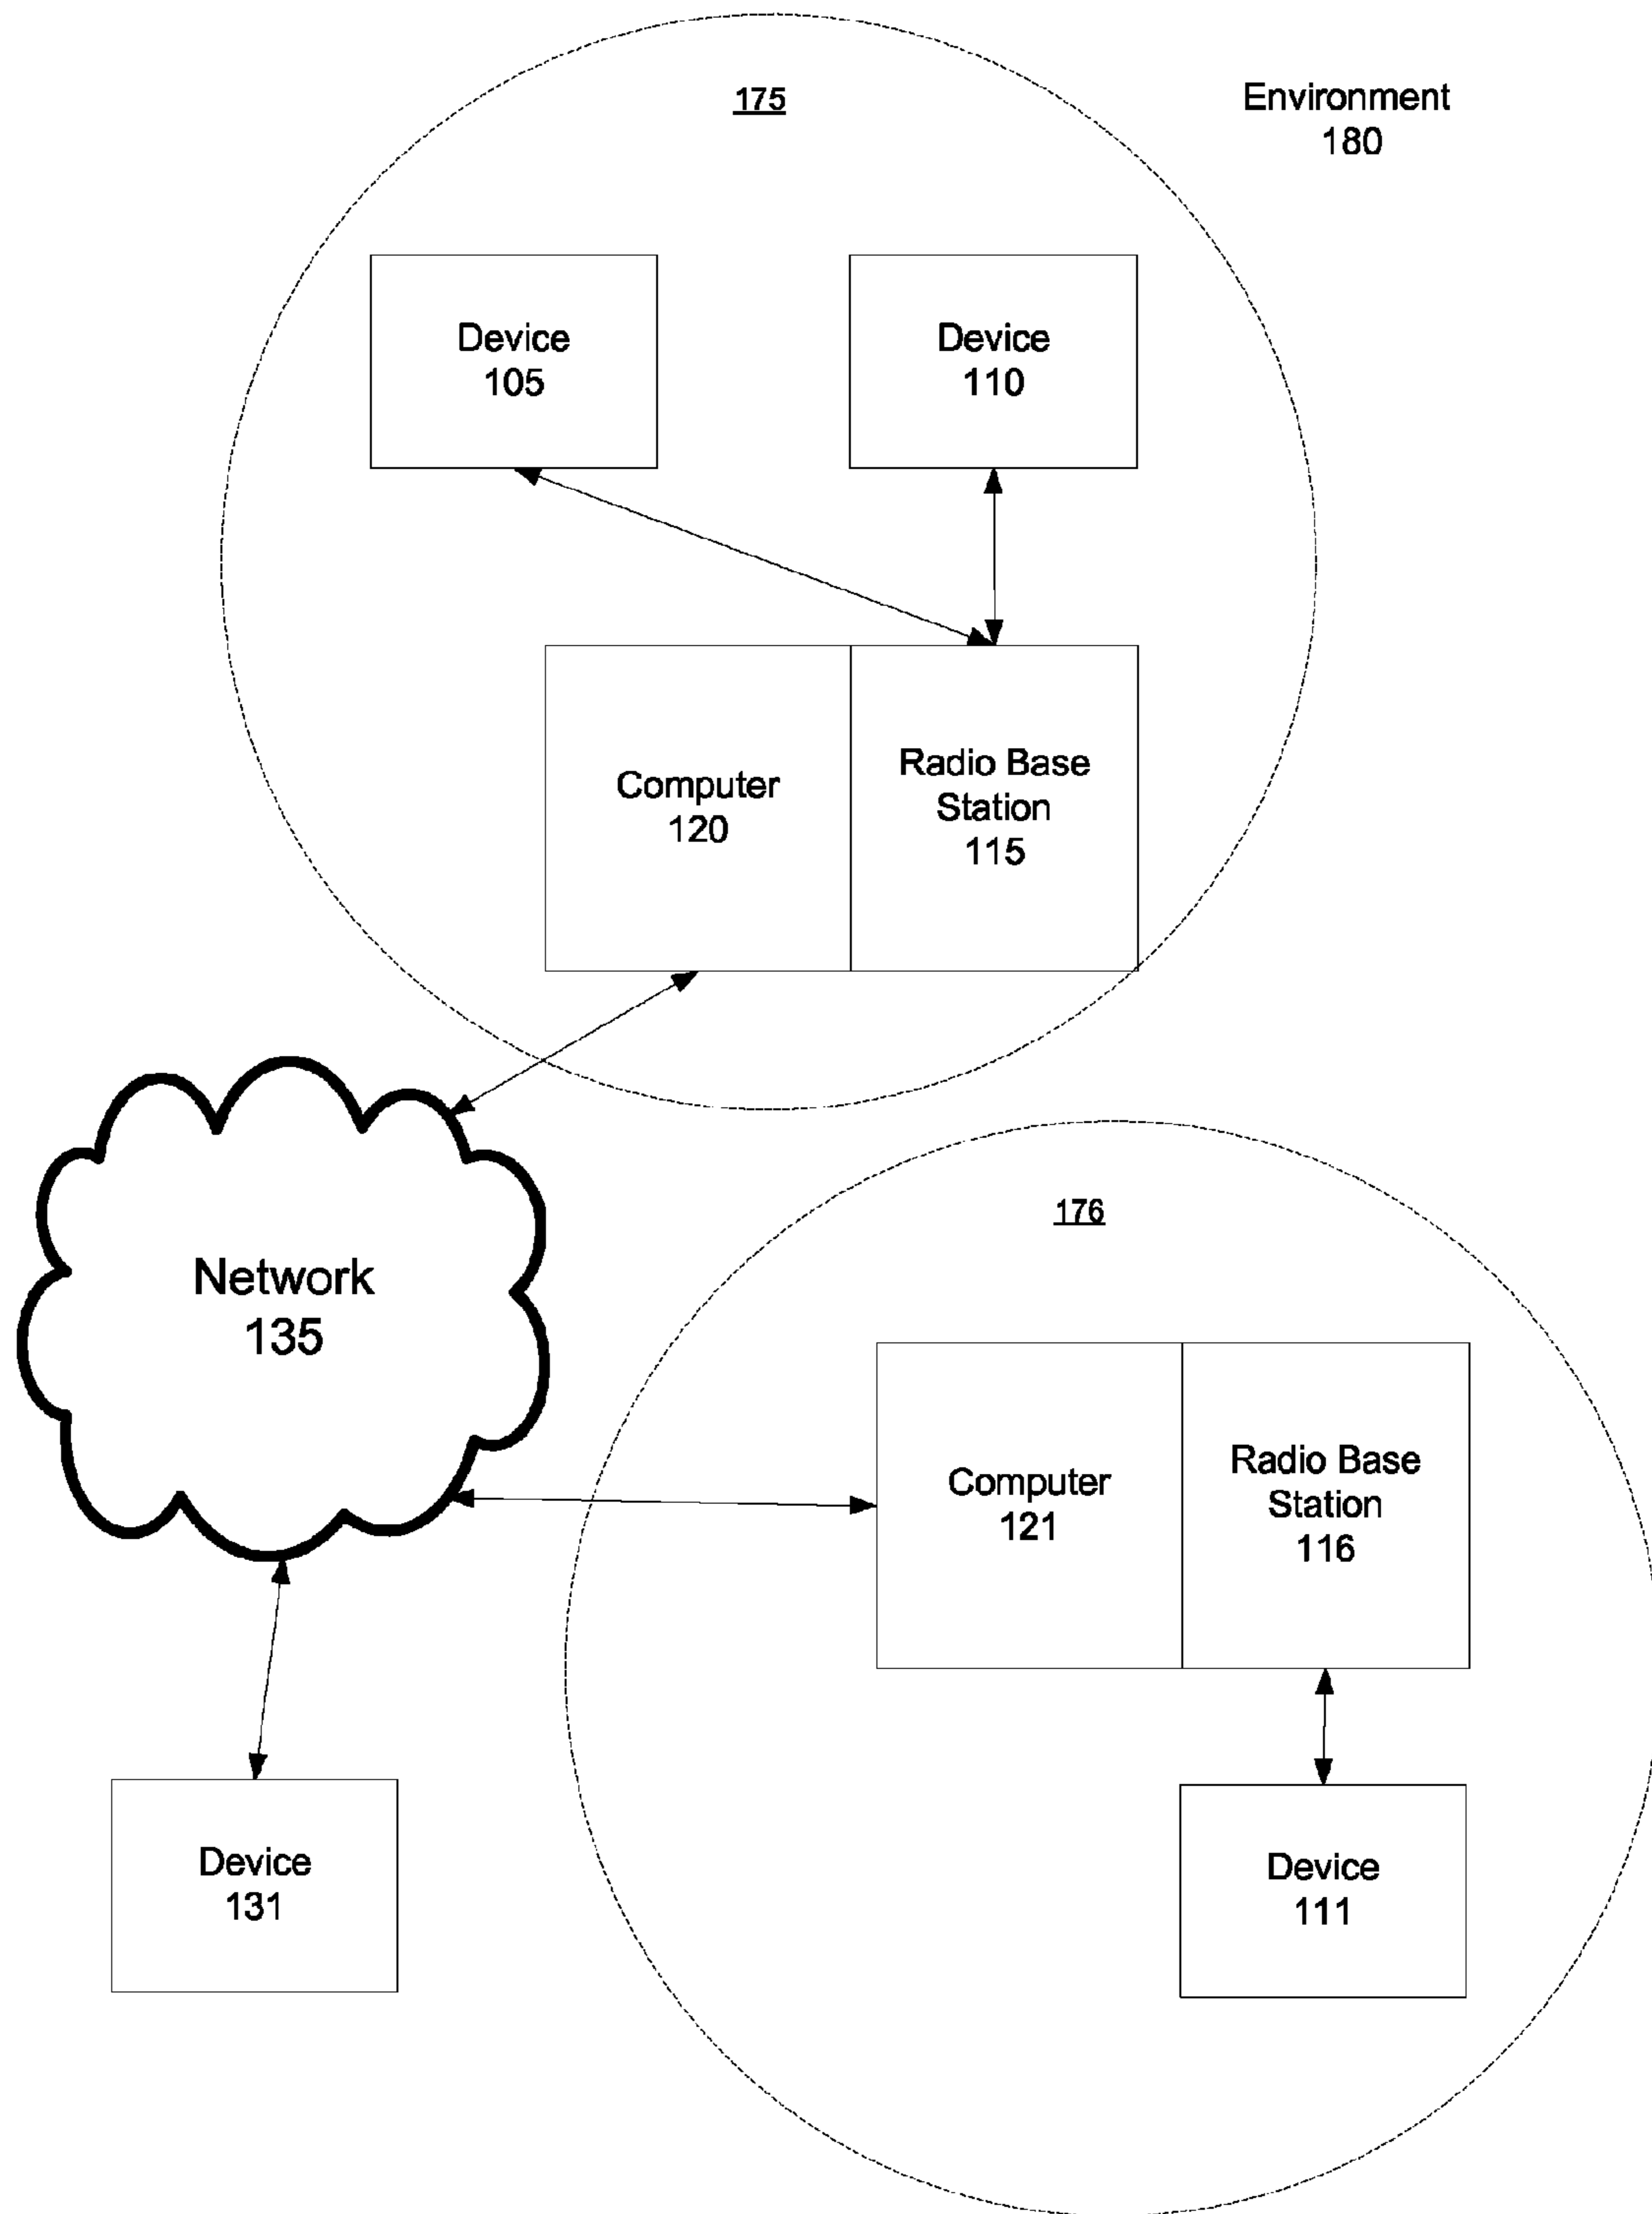 175
Environment
180
Device
105
Device
110
Computer
120
Radio Base
Station
115
Network
135
176
Computer
121
Radio Base
Station
116
Device
131
Device
111